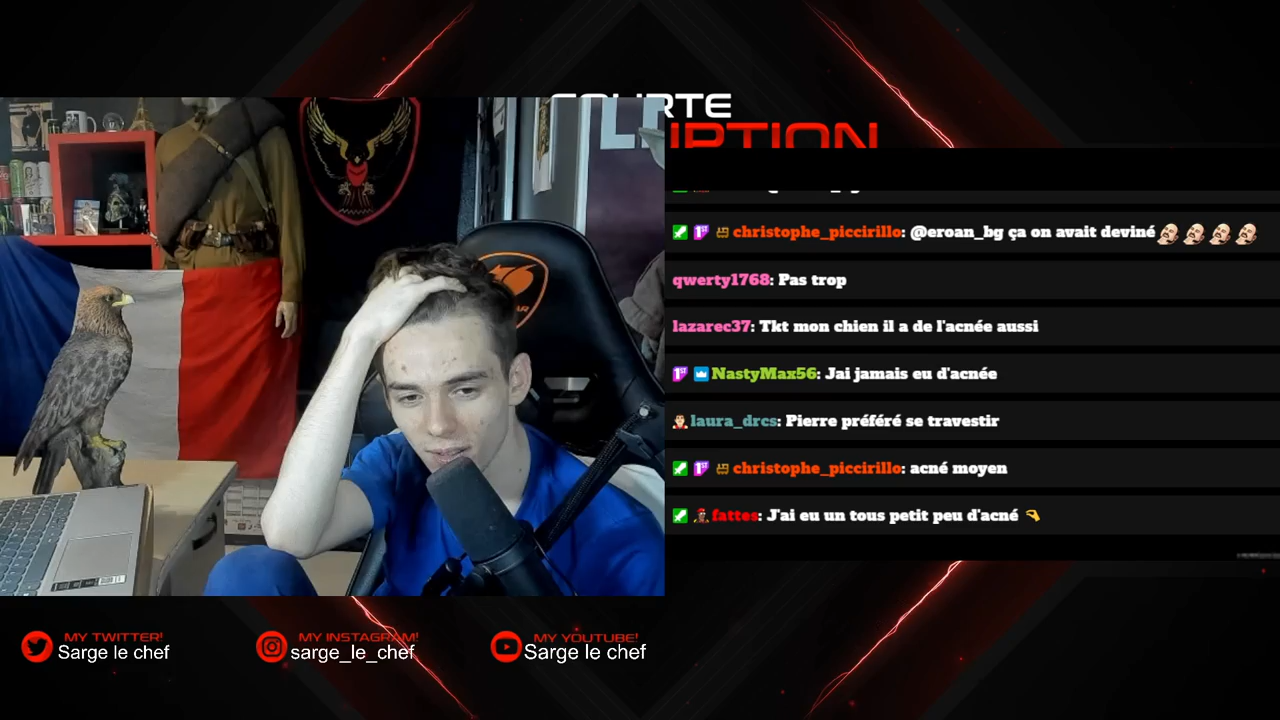 IPTION
christophe_piccirillo: @eroan_bg ça on avait deviné
qwerty1768: Pas trop
lazarec37: Tkt mon chien il a de l'acnée aussi
NastyMax56: Jai jamais eu d'acnée
laura_drcs: Pierre préféré se travestir
christophe_piccirillo: acné moyen
fattes: J'ai eu un tous petit peu d'acné
MY TWITTER!
Sarge le chef
MY INSTAGRAM!
sarge_le_chef
MY YOUTUBE!
Sarge le chef